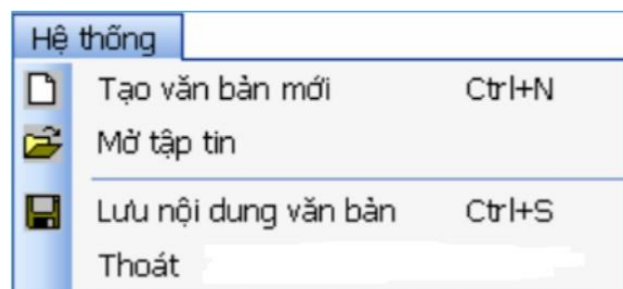 Hệ thống
Tạo văn bản mới Ctrl+N
Mở tập tin
Lưu nội dung văn bản Ctrl+S
Thoát